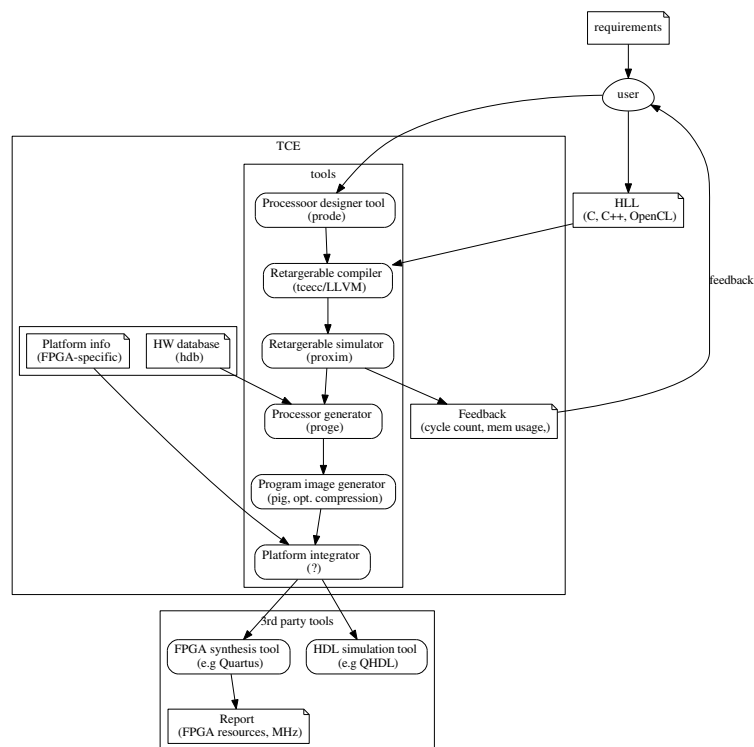 requirements
user
TCE
tools
Processoor designer tool
(prode)
HLL
(C, C++, OpenCL)
Retargerable compiler
(tcecc/LLVM)
feedback
Platform info
(FPGA-specific)
HW database
(hdb)
Retargerable simulator
(proxim)
Processor generator
(proge)
Feedback
(cycle count, mem usage,)
Program image generator
(pig, opt. compression)
Platform integrator
(?)
3rd party tools
FPGA synthesis tool
(e.g Quartus)
HDL simulation tool
(e.g QHDL)
Report
(FPGA resources, MHz)